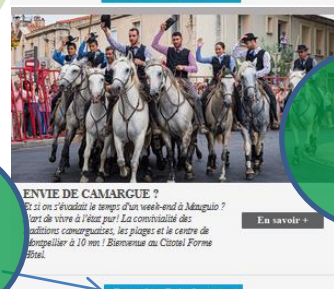 ENVIE DE CAMARGUE ?
Et si on s'évadait le temps d'un week-end à Mauguio ?
L'art de vivre à l'état pur! La convivialité des
traditions camarguaises, les plages et le centre de
Montpellier à 10 mn ! Bienvenue au Citotel Forme
Hôtel.
En savoir +